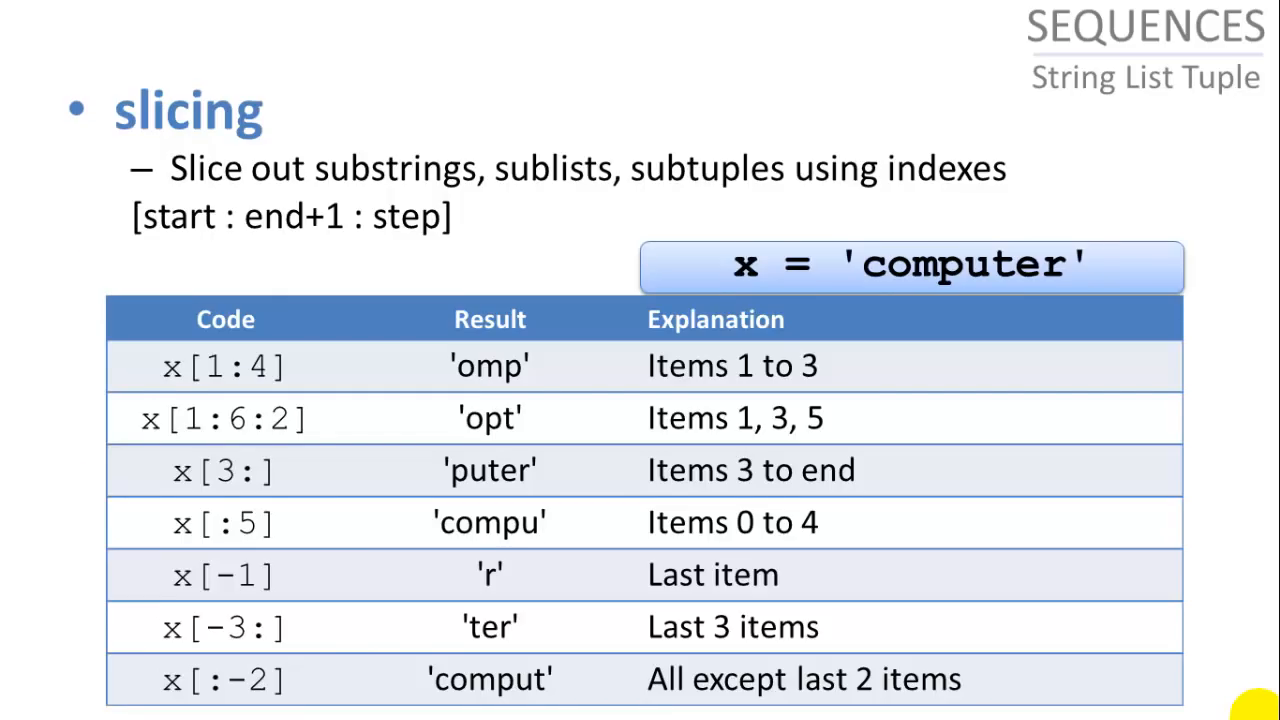 SEQUENCES
String List Tuple
• slicing
– Slice out substrings, sublists, subtuples using indexes
[start : end+1 : step]
x = 'computer'
Code Result Explanation
x[1:4] 'omp' Items 1 to 3
x[1:6:2] 'opt' Items 1, 3, 5
x[3:] 'puter' Items 3 to end
x[:5] 'compu' Items 0 to 4
x[-1] 'r' Last item
x[-3:] 'ter' Last 3 items
x[:-2] 'comput' All except last 2 items